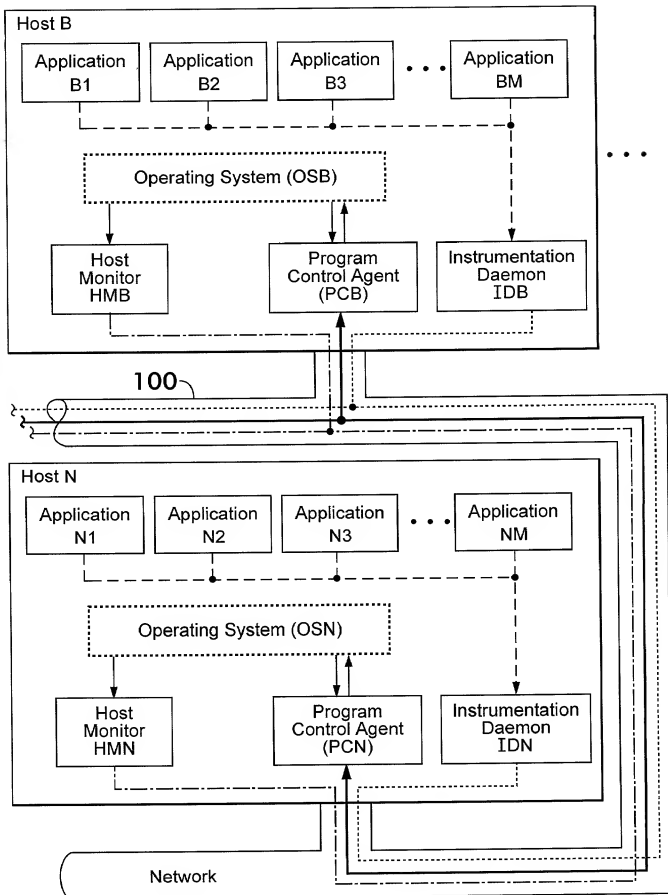 Host B
Application
B1
Application
B2
Application
B3
Application
BM
Operating System (OSB)
Host
Monitor
HMB
Program
Control Agent
(PCB)
Instrumentation
Daemon
IDB
100
Host N
Application
N1
Application
N2
Application
N3
Application
NM
Operating System (OSN)
Host
Monitor
HMN
Program
Control Agent
(PCN)
Instrumentation
Daemon
IDN
Network